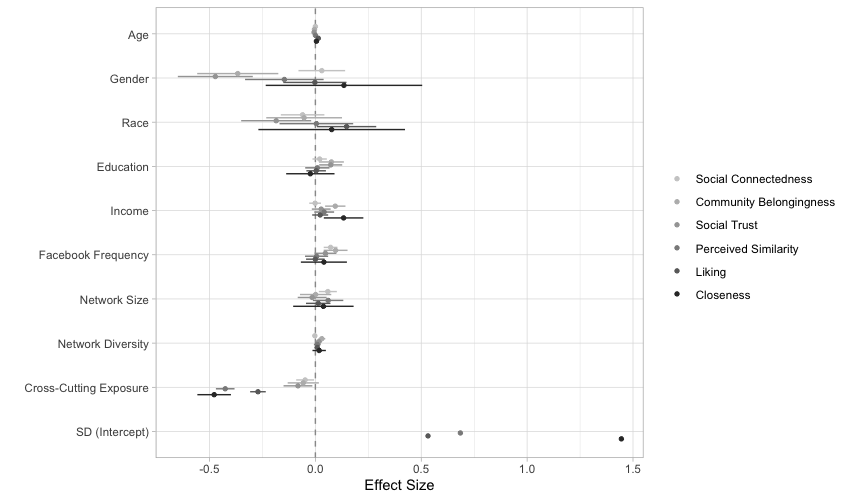 Age
Gender
Race
Education
Income
Facebook Frequency
Network Size
Network Diversity
Cross-Cutting Exposure
SD (Intercept)
-0.5 0.0 0.5 1.0 1.5
Effect Size
Social Connectedness
Community Belongingness
Social Trust
Perceived Similarity
Liking
Closeness